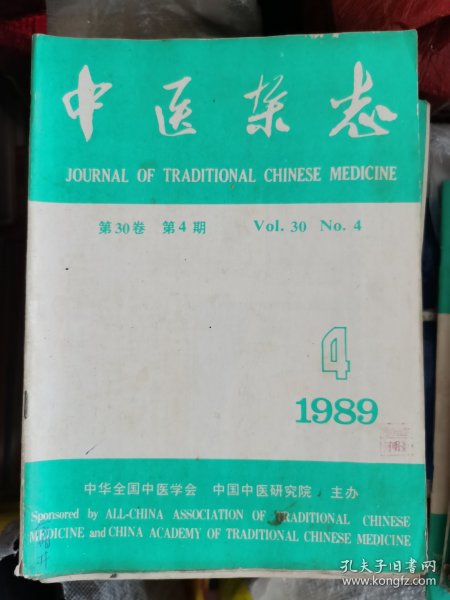 中医杂志
JOURNAL OF TRADITIONAL CHINESE MEDICINE
第30卷 第4期 Vol. 30 No. 4
4
1989
中华全国中医学会 中国中医研究院 主办
Sponsored by ALL-CHINA ASSOCIATION OF TRADITIONAL CHINESE
MEDICINE and CHINA ACADEMY OF TRADITIONAL CHINESE MEDICINE
孔夫子旧书网
www.kongfz.com